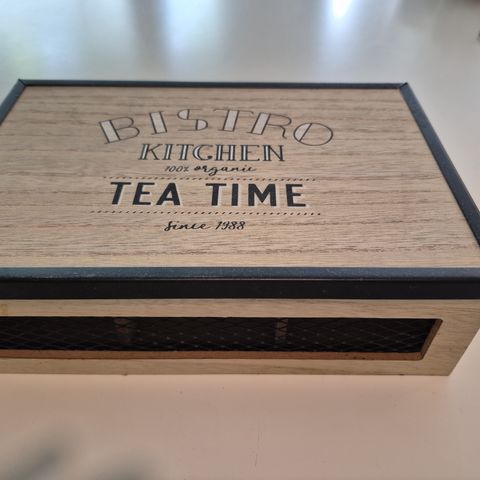 BISTRO
KITCHEN
100% organic
TEA TIME
since 1988